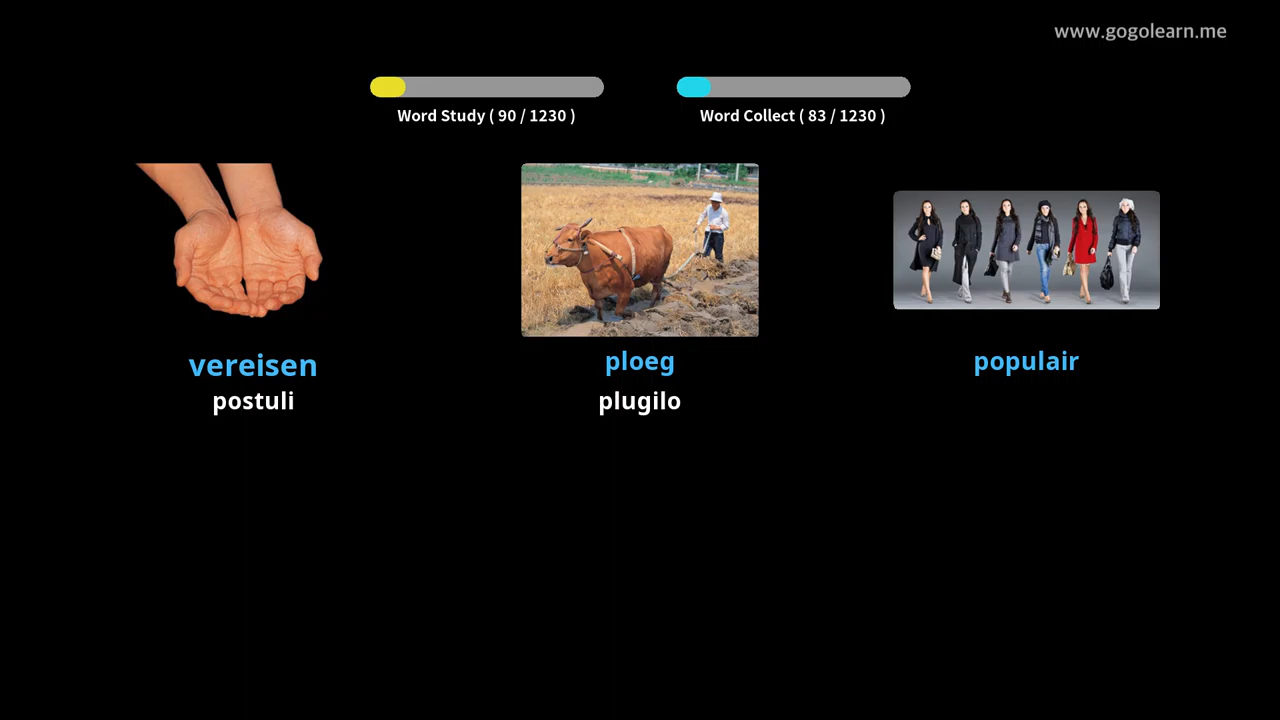 www.gogolearn.me
Word Study ( 90 / 1230 )
Word Collect ( 83 / 1230 )
vereisen
postuli
ploeg
plugilo
populair